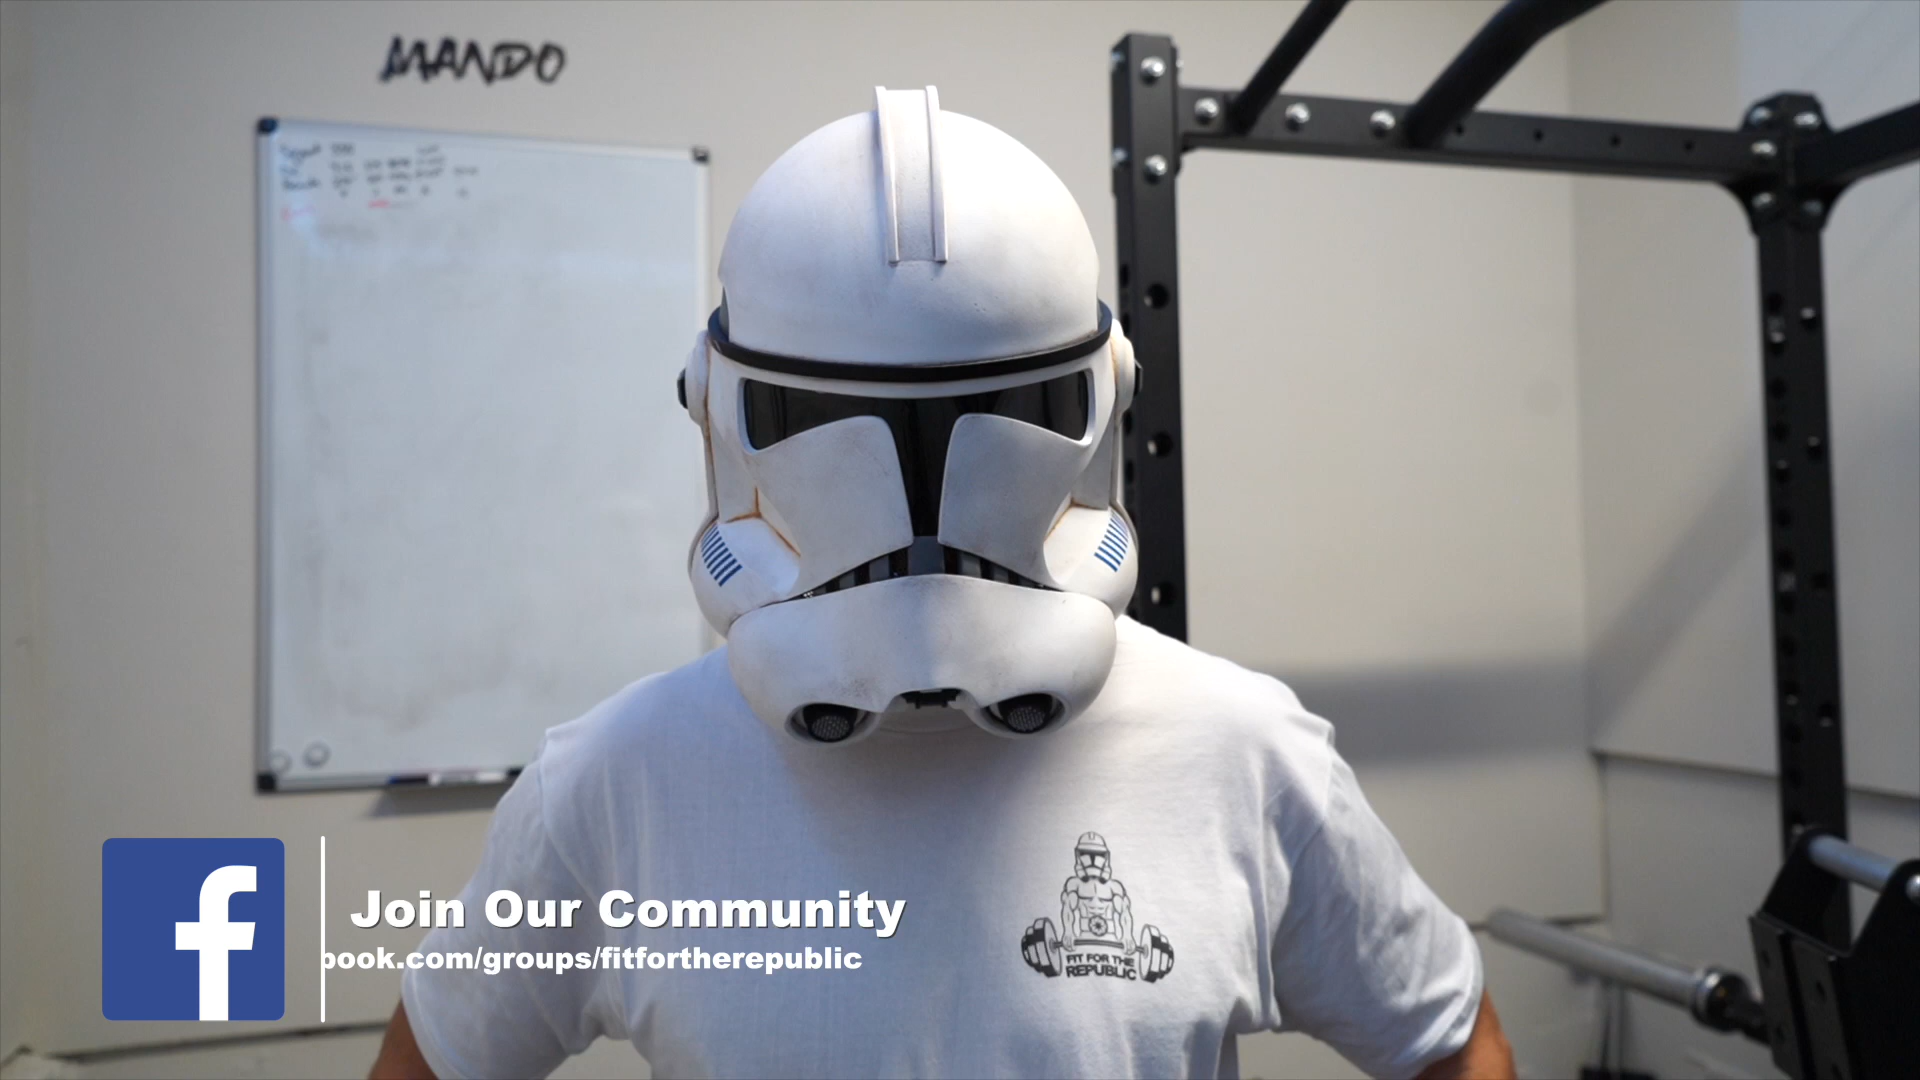 MANDO
Join Our Community
book.com/groups/fitfortherepublic
FIT FOR THE
REPUBLIC